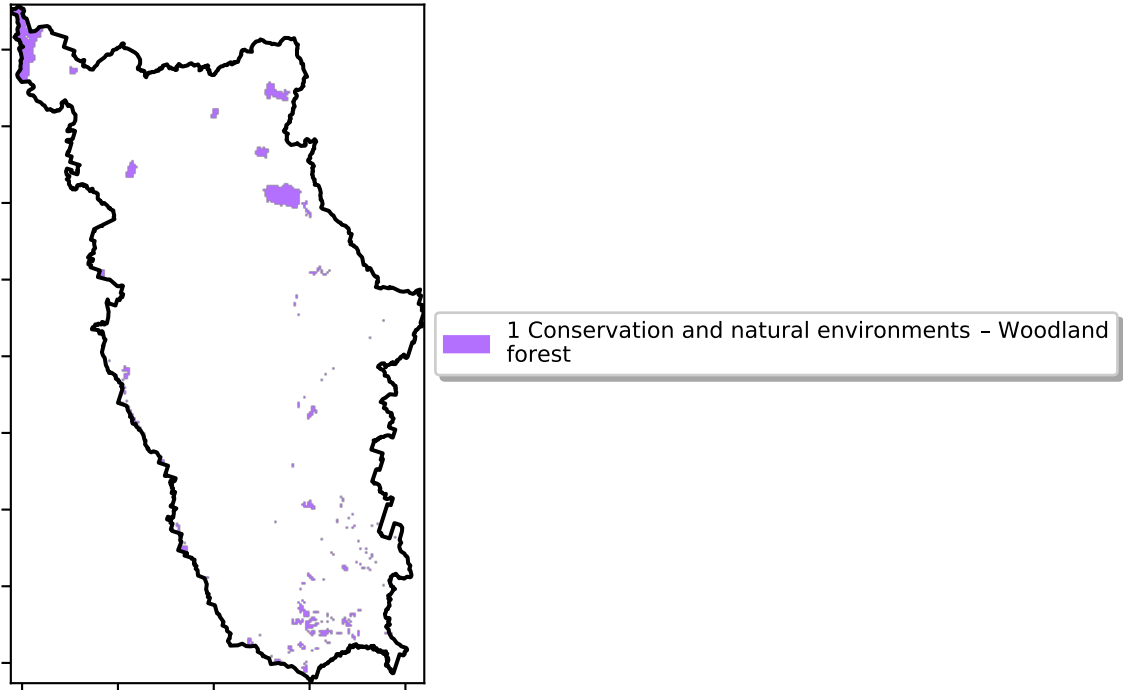 1 Conservation and natural environments – Woodland
forest